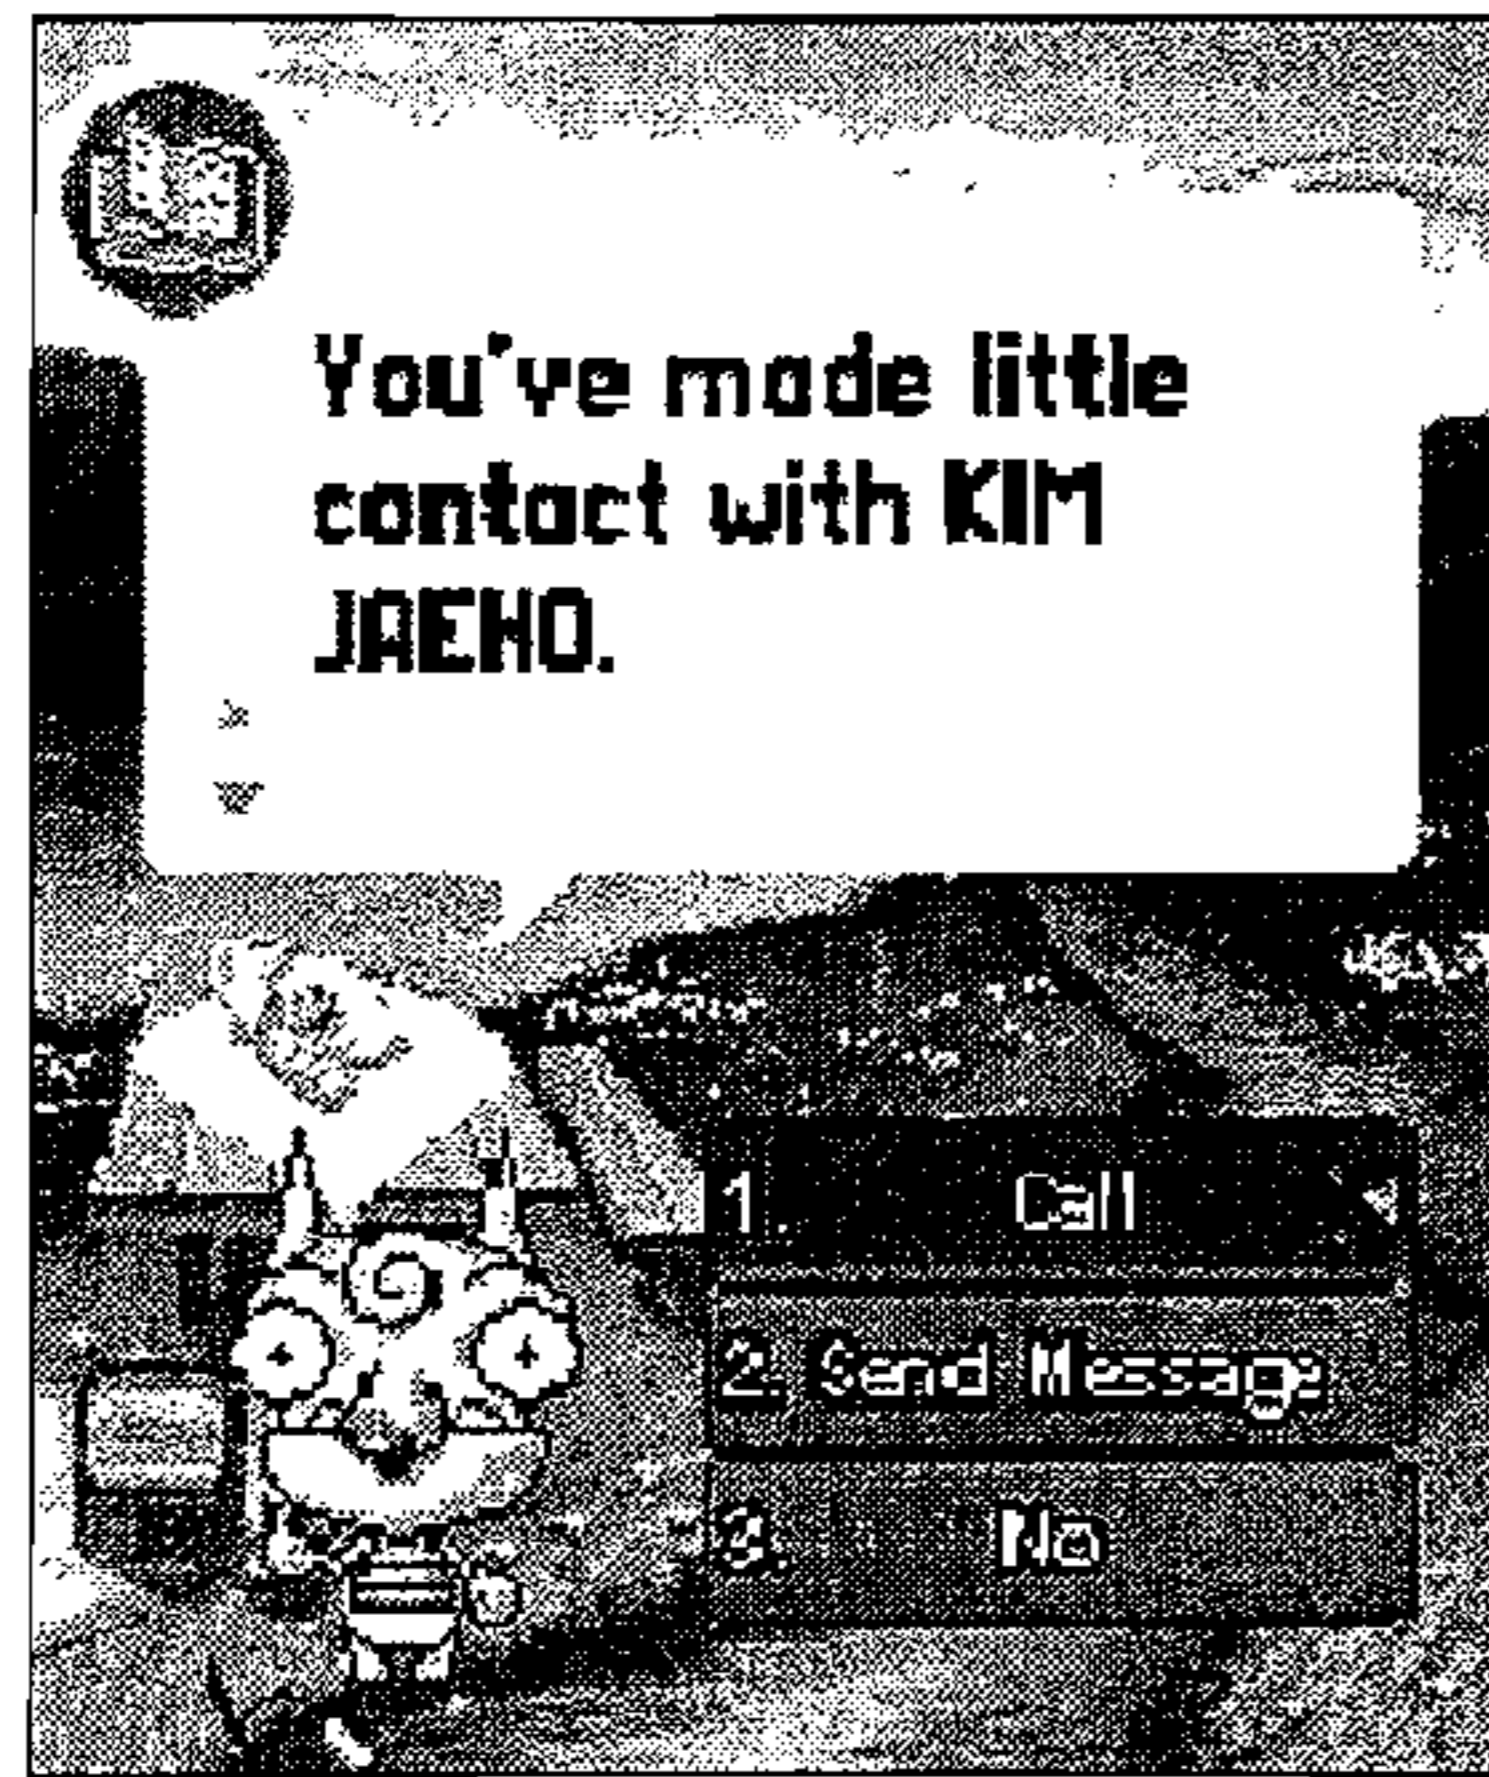 You've made little
contact with KIM
JAEHO.
1. Call
2. Send Message
3. No